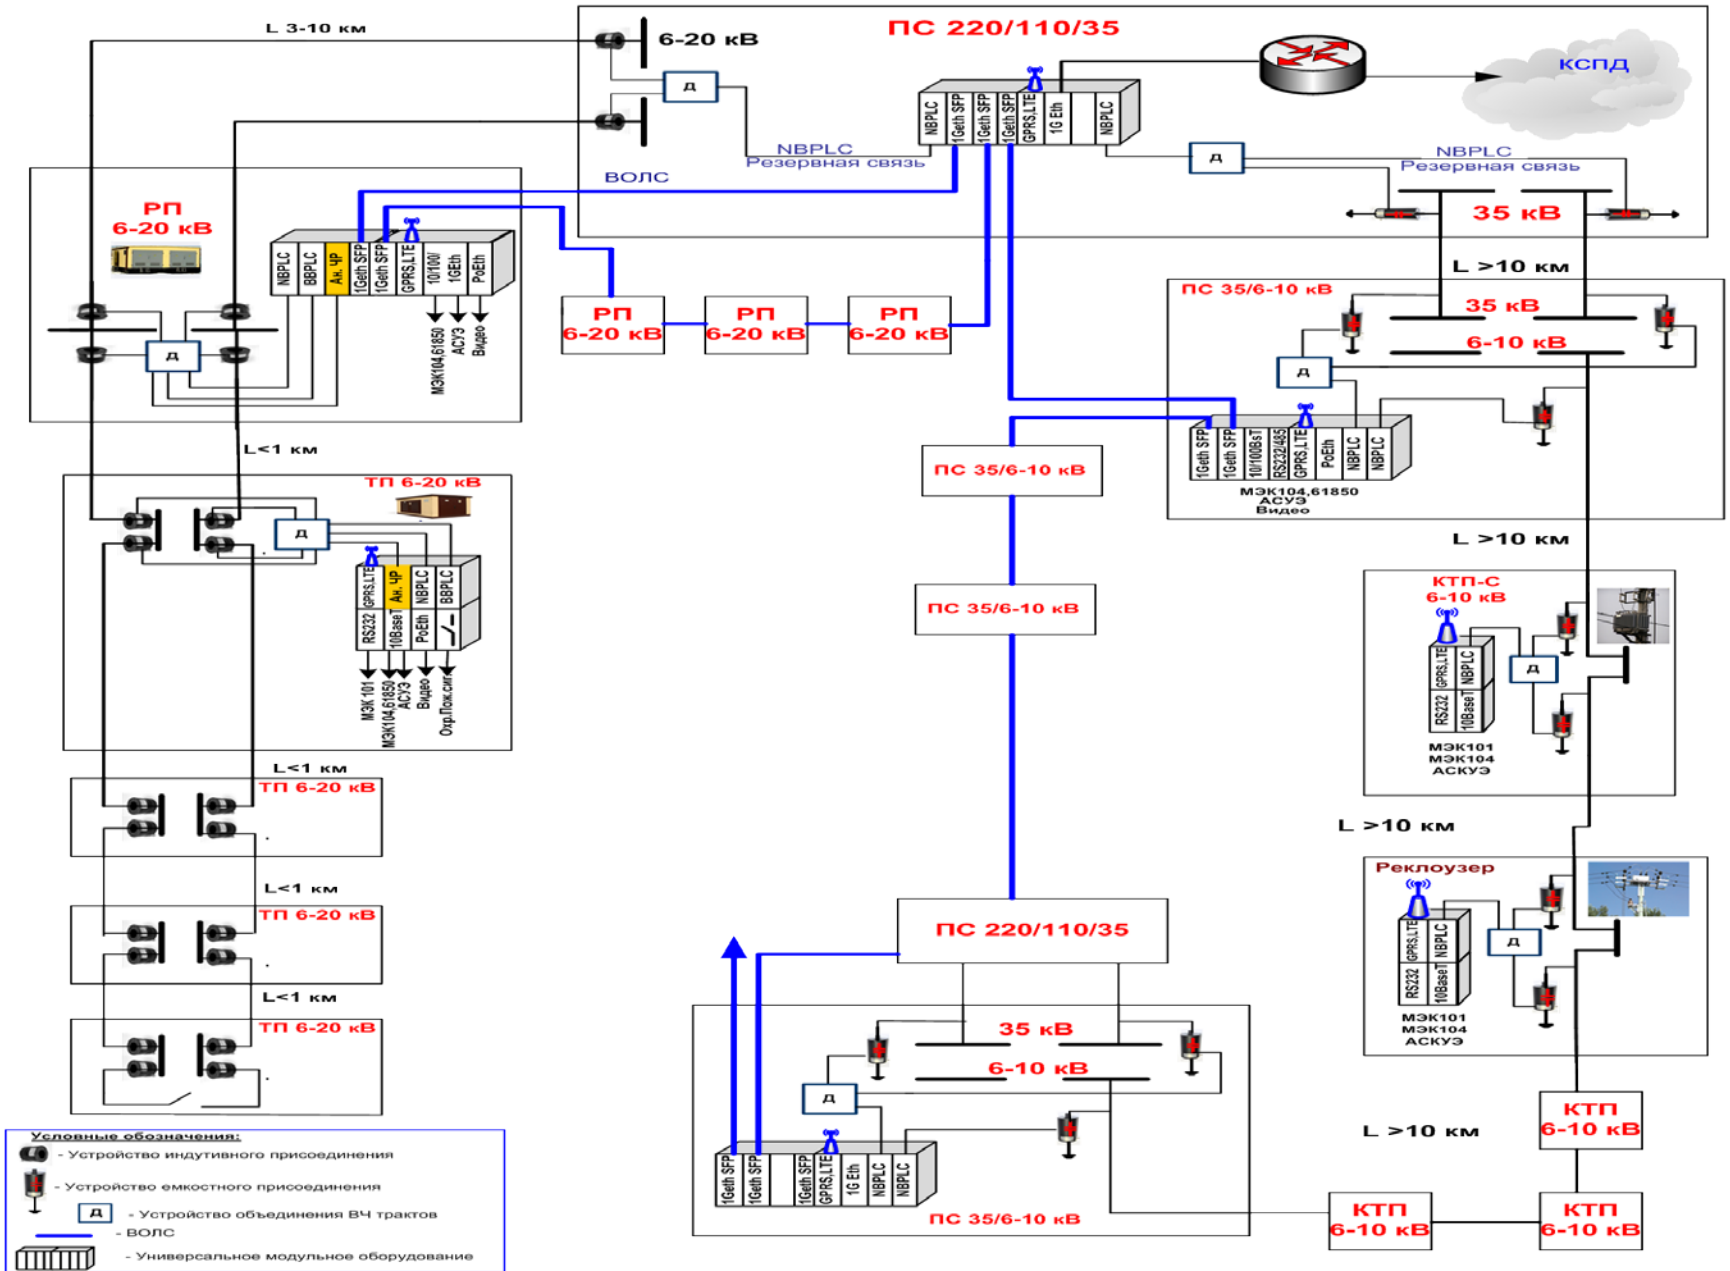 L 3-10 км
6-20 кВ
ПС 220/110/35
КСПД
Д
NBPLC
1Geth SFP
1Geth SFP
1Geth SFP
GPRS,LTE
1G Eth
NBPLC
NBPLC
Резервная связь
ВОЛС
Д
NBPLC
Резервная связь
35 кВ
L >10 км
РП
6-20 кВ
NBPLC
BBPLC
Ан. ЧР
1Geth SFP
1Geth SFP
GPRS,LTE
10/100/
1GEth
PoEth
МЭК104,61850
АСУЭ
Видео
Д
РП
6-20 кВ
РП
6-20 кВ
РП
6-20 кВ
ПС 35/6-10 кВ
35 кВ
6-10 кВ
Д
1Geth SFP
1Geth SFP
10/100BsT
RS232/485
GPRS,LTE
PoEth
NBPLC
NBPLC
МЭК104,61850
АСУЭ
Видео
L<1 км
ТП 6-20 кВ
Д
GPRS,LTE
Ан. ЧР
NBPLC
BBPLC
RS232
10BaseT
PoEth
МЭК 101
МЭК104,61850
АСУЭ
Видео
Охр.Пож.сиг
ПС 35/6-10 кВ
ПС 35/6-10 кВ
L >10 км
КТП-С
6-10 кВ
GPRS,LTE
NBPLC
RS232
10BaseT
Д
МЭК101
МЭК104
АСКУЭ
L<1 км
ТП 6-20 кВ
L >10 км
Реклоузер
GPRS,LTE
NBPLC
RS232
10BaseT
Д
МЭК101
МЭК104
АСКУЭ
L<1 км
ТП 6-20 кВ
L<1 км
ТП 6-20 кВ
ПС 220/110/35
35 кВ
6-10 кВ
Д
1Geth SFP
1Geth SFP
1Geth SFP
GPRS,LTE
1G Eth
NBPLC
NBPLC
ПС 35/6-10 кВ
L >10 км
КТП
6-10 кВ
КТП
6-10 кВ
КТП
6-10 кВ
Условные обозначения:
- Устройство индутивного присоединения
- Устройство емкостного присоединения
Д - Устройство объединения ВЧ трактов
- ВОЛС
- Универсальное модульное оборудование